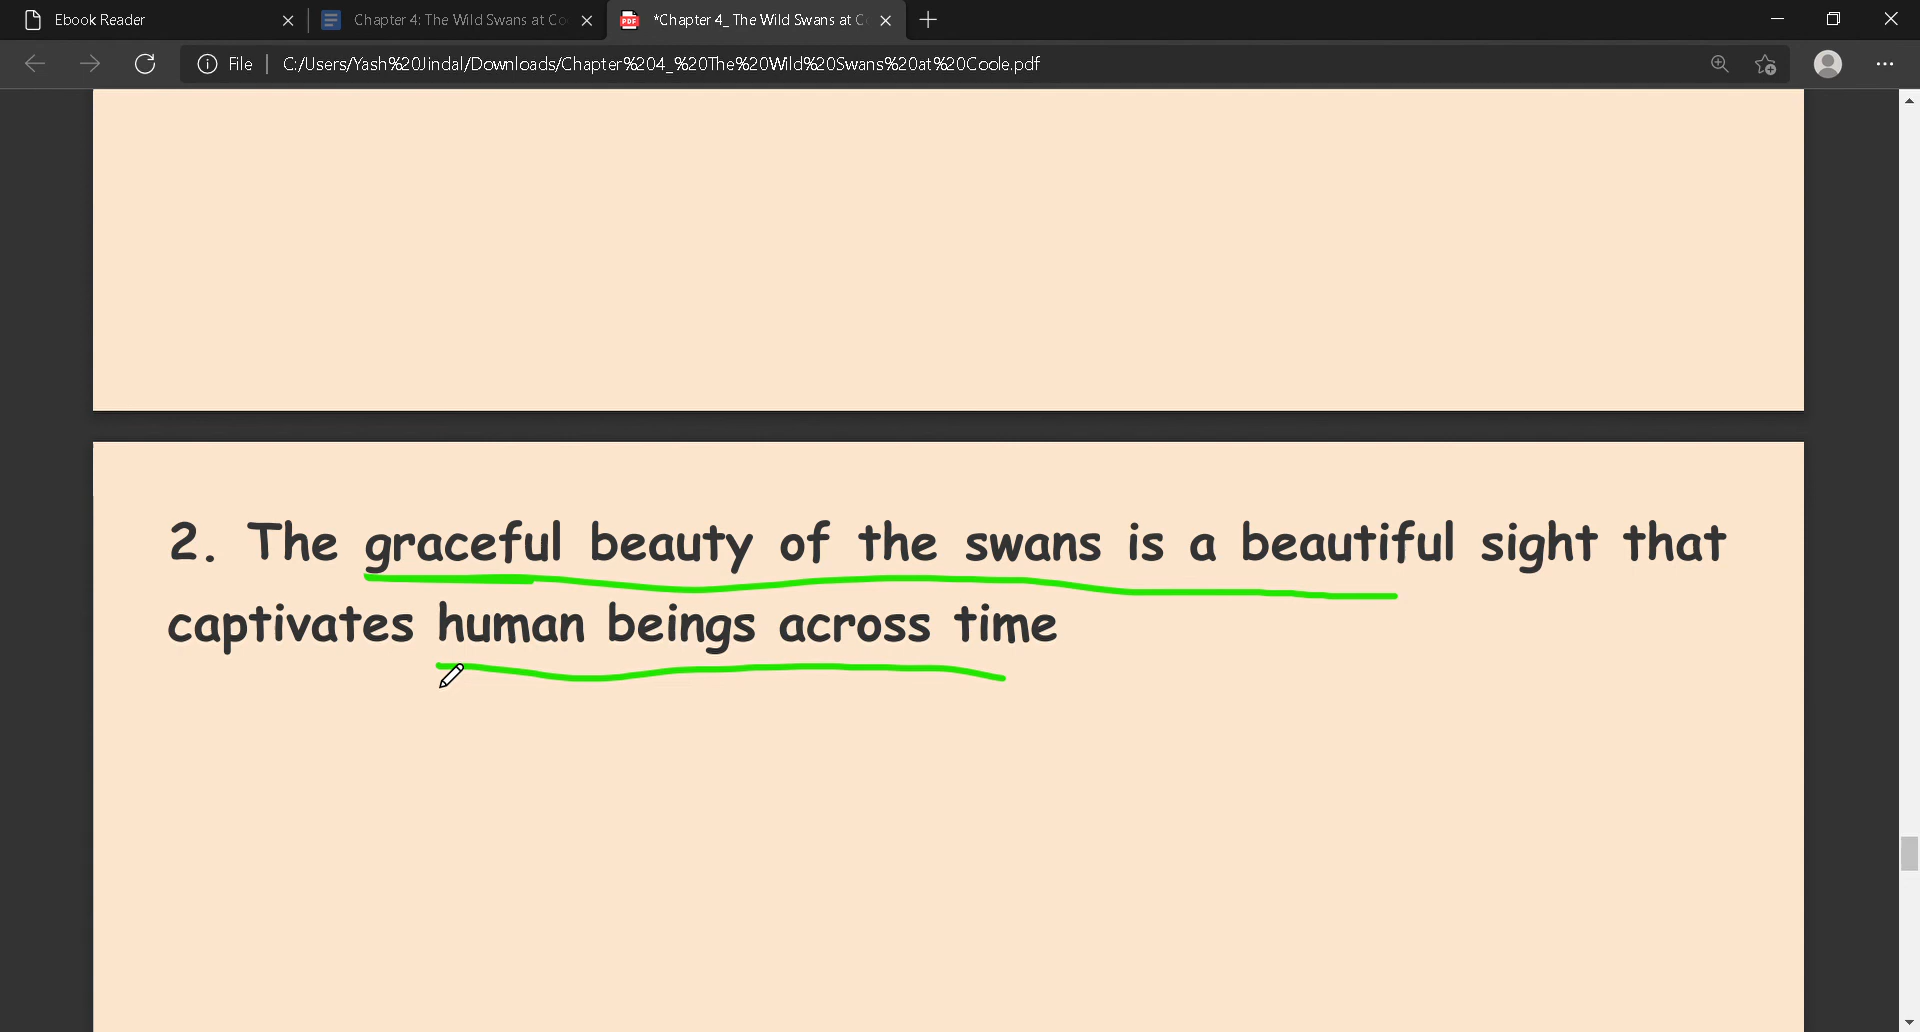 Ebook Reader
Chapter 4: The Wild Swans at Co
*Chapter 4_ The Wild Swans at C
File
C:/Users/Yash%20Jindal/Downloads/Chapter%204_%20The%20Wild%20Swans%20at%20Coole.pdf
2. The graceful beauty of the swans is a beautiful sight that
captivates human beings across time